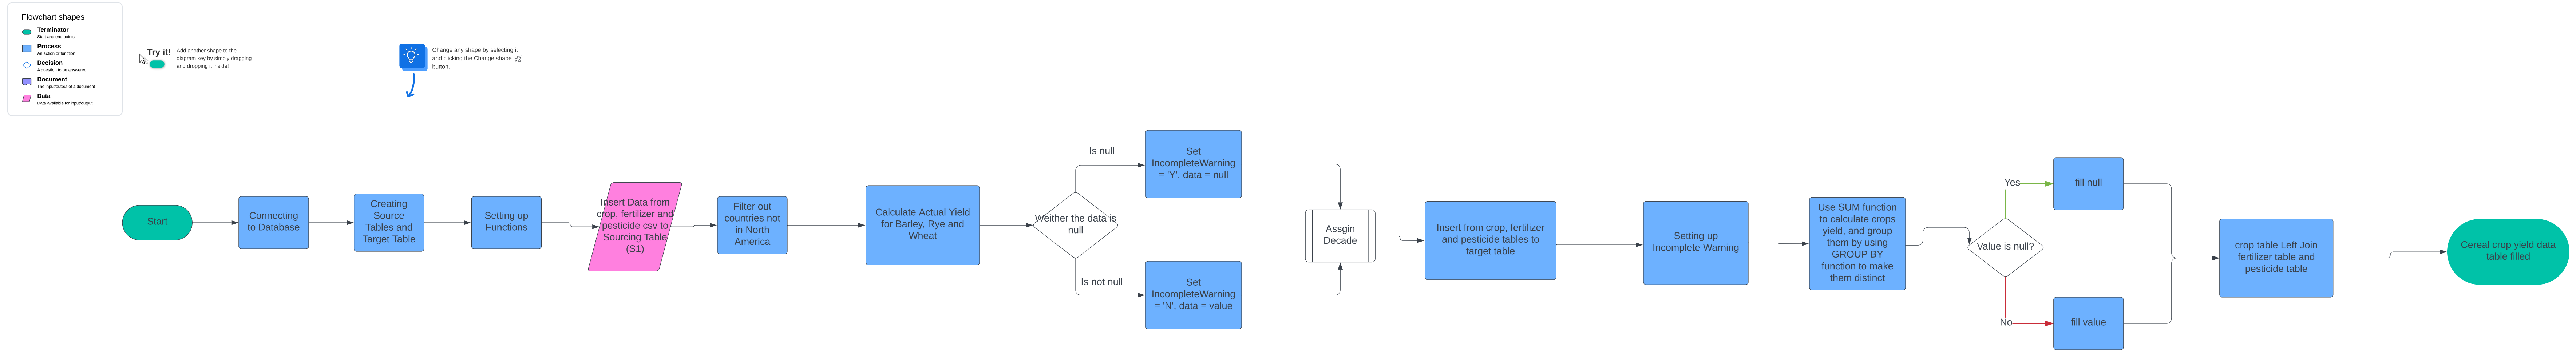 Flowchart shapes
Terminator
Start and end points
Process
An action or function
Decision
A question to be answered
Document
The input/output of a document
Data
Data available for input/output
Try it!
Add another shape to the
diagram key by simply dragging
and dropping it inside!
Change any shape by selecting it
and clicking the Change shape
button.
Start
Connecting
to Database
Creating
Source
Tables and
Target Table
Setting up
Functions
Insert Data from
crop, fertilizer and
pesticide csv to
Sourcing Table
(S1)
Filter out
countries not
in North
America
Calculate Actual Yield
for Barley, Rye and
Wheat
Weither the data is
null
Is null
Set
IncompleteWarning
= 'Y', data = null
Is not null
Set
IncompleteWarning
= 'N', data = value
Assgin
Decade
Insert from crop, fertilizer
and pesticide tables to
target table
Setting up
Incomplete Warning
Use SUM function
to calculate crops
yield, and group
them by using
GROUP BY
function to make
them distinct
Value is null?
Yes
fill null
No
fill value
crop table Left Join
fertilizer table and
pesticide table
Cereal crop yield data
table filled